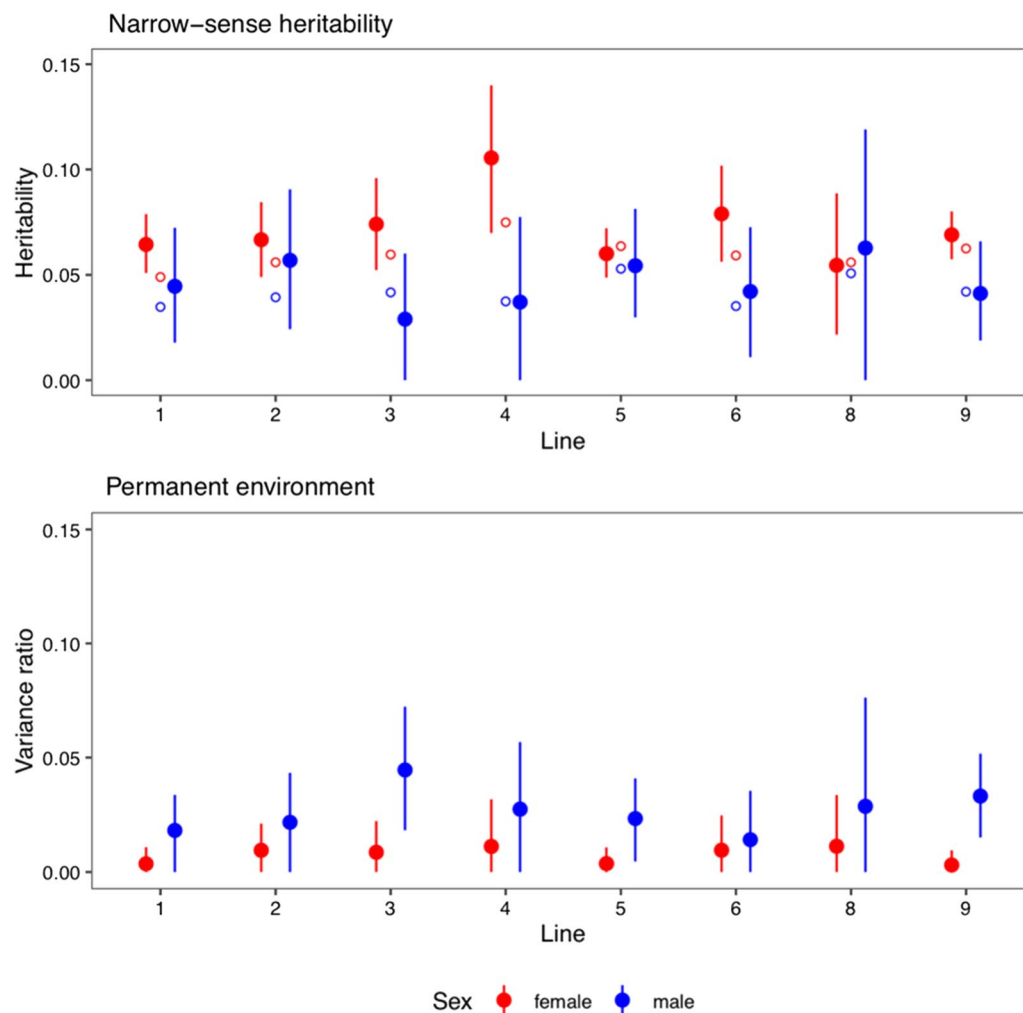 Narrow−sense heritability
Heritability
0.15
0.10
0.05
0.00
1 2 3 4 5 6 8 9
Line
Permanent environment
Variance ratio
0.15
0.10
0.05
0.00
1 2 3 4 5 6 8 9
Line
Sex female male